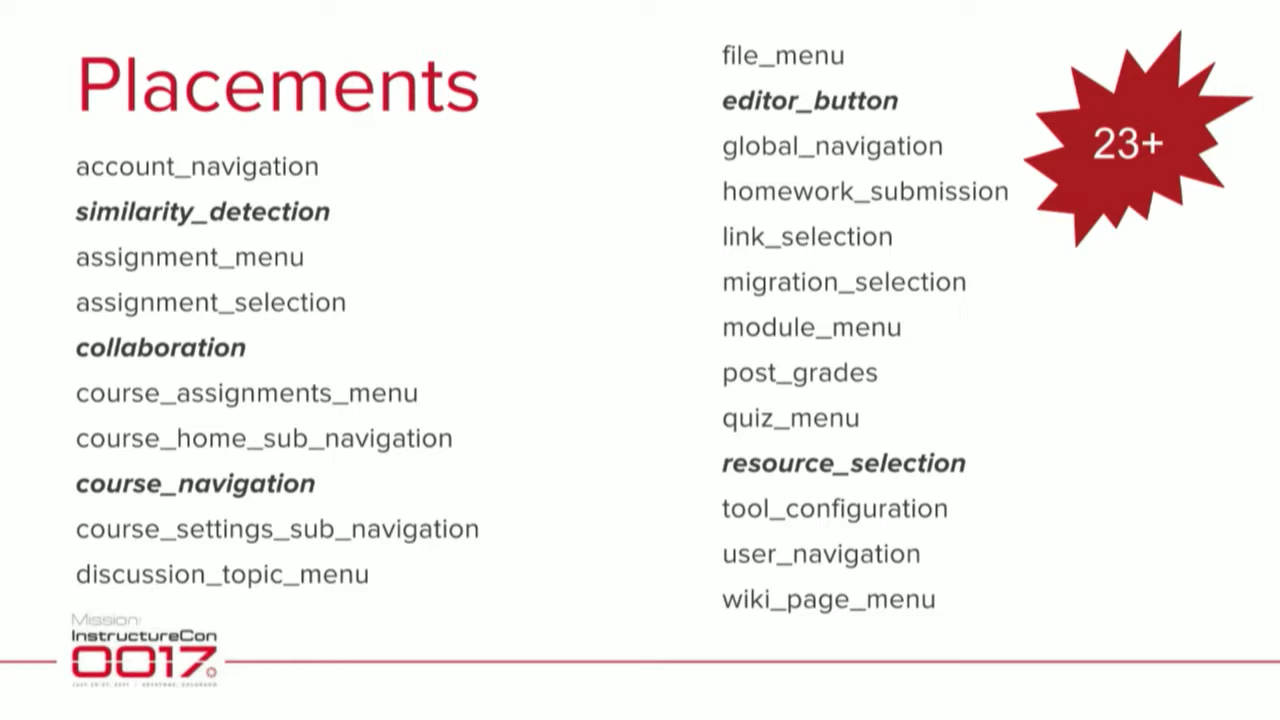 Placements
account_navigation
similarity_detection
assignment_menu
assignment_selection
collaboration
course_assignments_menu
course_home_sub_navigation
course_navigation
course_settings_sub_navigation
discussion_topic_menu
file_menu
editor_button
global_navigation
homework_submission
link_selection
migration_selection
module_menu
post_grades
quiz_menu
resource_selection
tool_configuration
user_navigation
wiki_page_menu
23+
Mission:
InstructureCon
0017